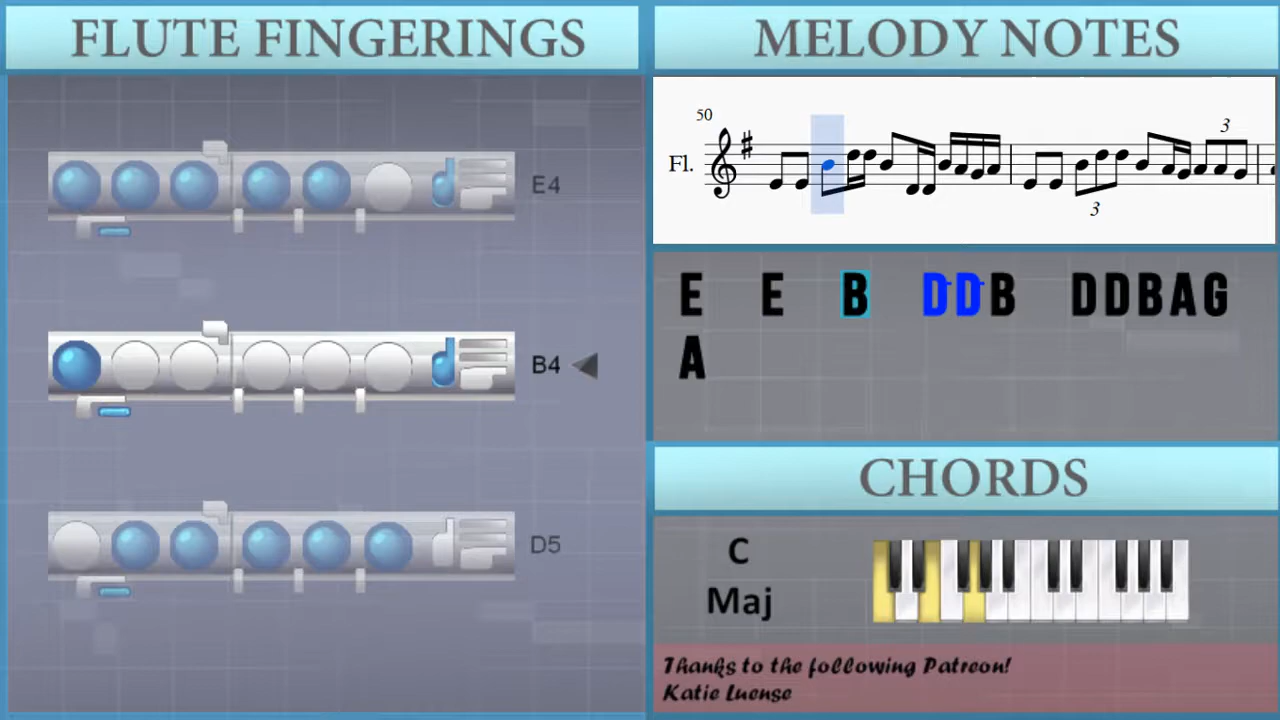 FLUTE FINGERINGS
E4
B4
D5
MELODY NOTES
50
Fl.
3
3
E E B DDB DDBAG
A
CHORDS
C
Maj
Thanks to the following Patreon!
Katie Luense